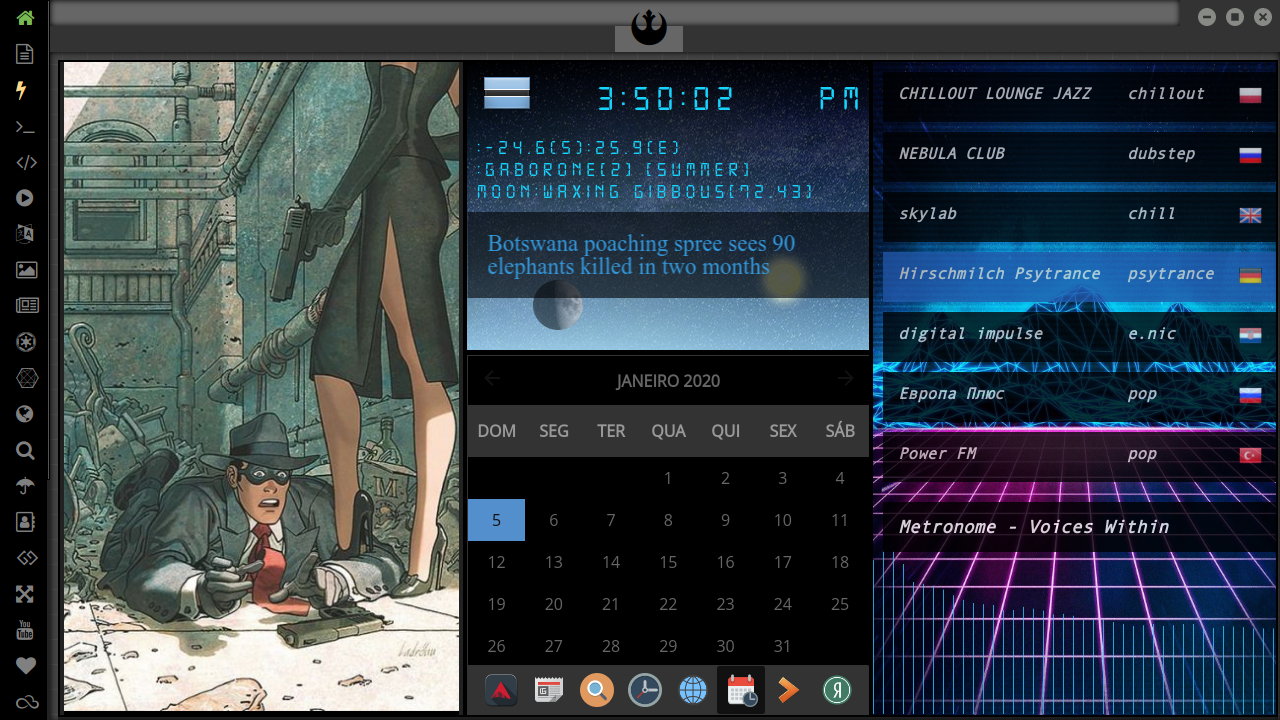 3:50:02 PM
:-24.6(S):25.9(E)
:GABORONE(2) (SUMMER)
MOON:WAXING GIBBOUS(72.43)
Botswana poaching spree sees 90
elephants killed in two months
JANEIRO 2020
DOM SEG TER QUA QUI SEX SÁB
1 2 3 4
5 6 7 8 9 10 11
12 13 14 15 16 17 18
19 20 21 22 23 24 25
26 27 28 29 30 31
CHILLOUT LOUNGE JAZZ chillout
NEBULA CLUB dubstep
skylab chill
Hirschmilch Psytrance psytrance
digital impulse e.nic
Европа Плюс pop
Power FM pop
Metronome - Voices Within
You
Tube
M
Я